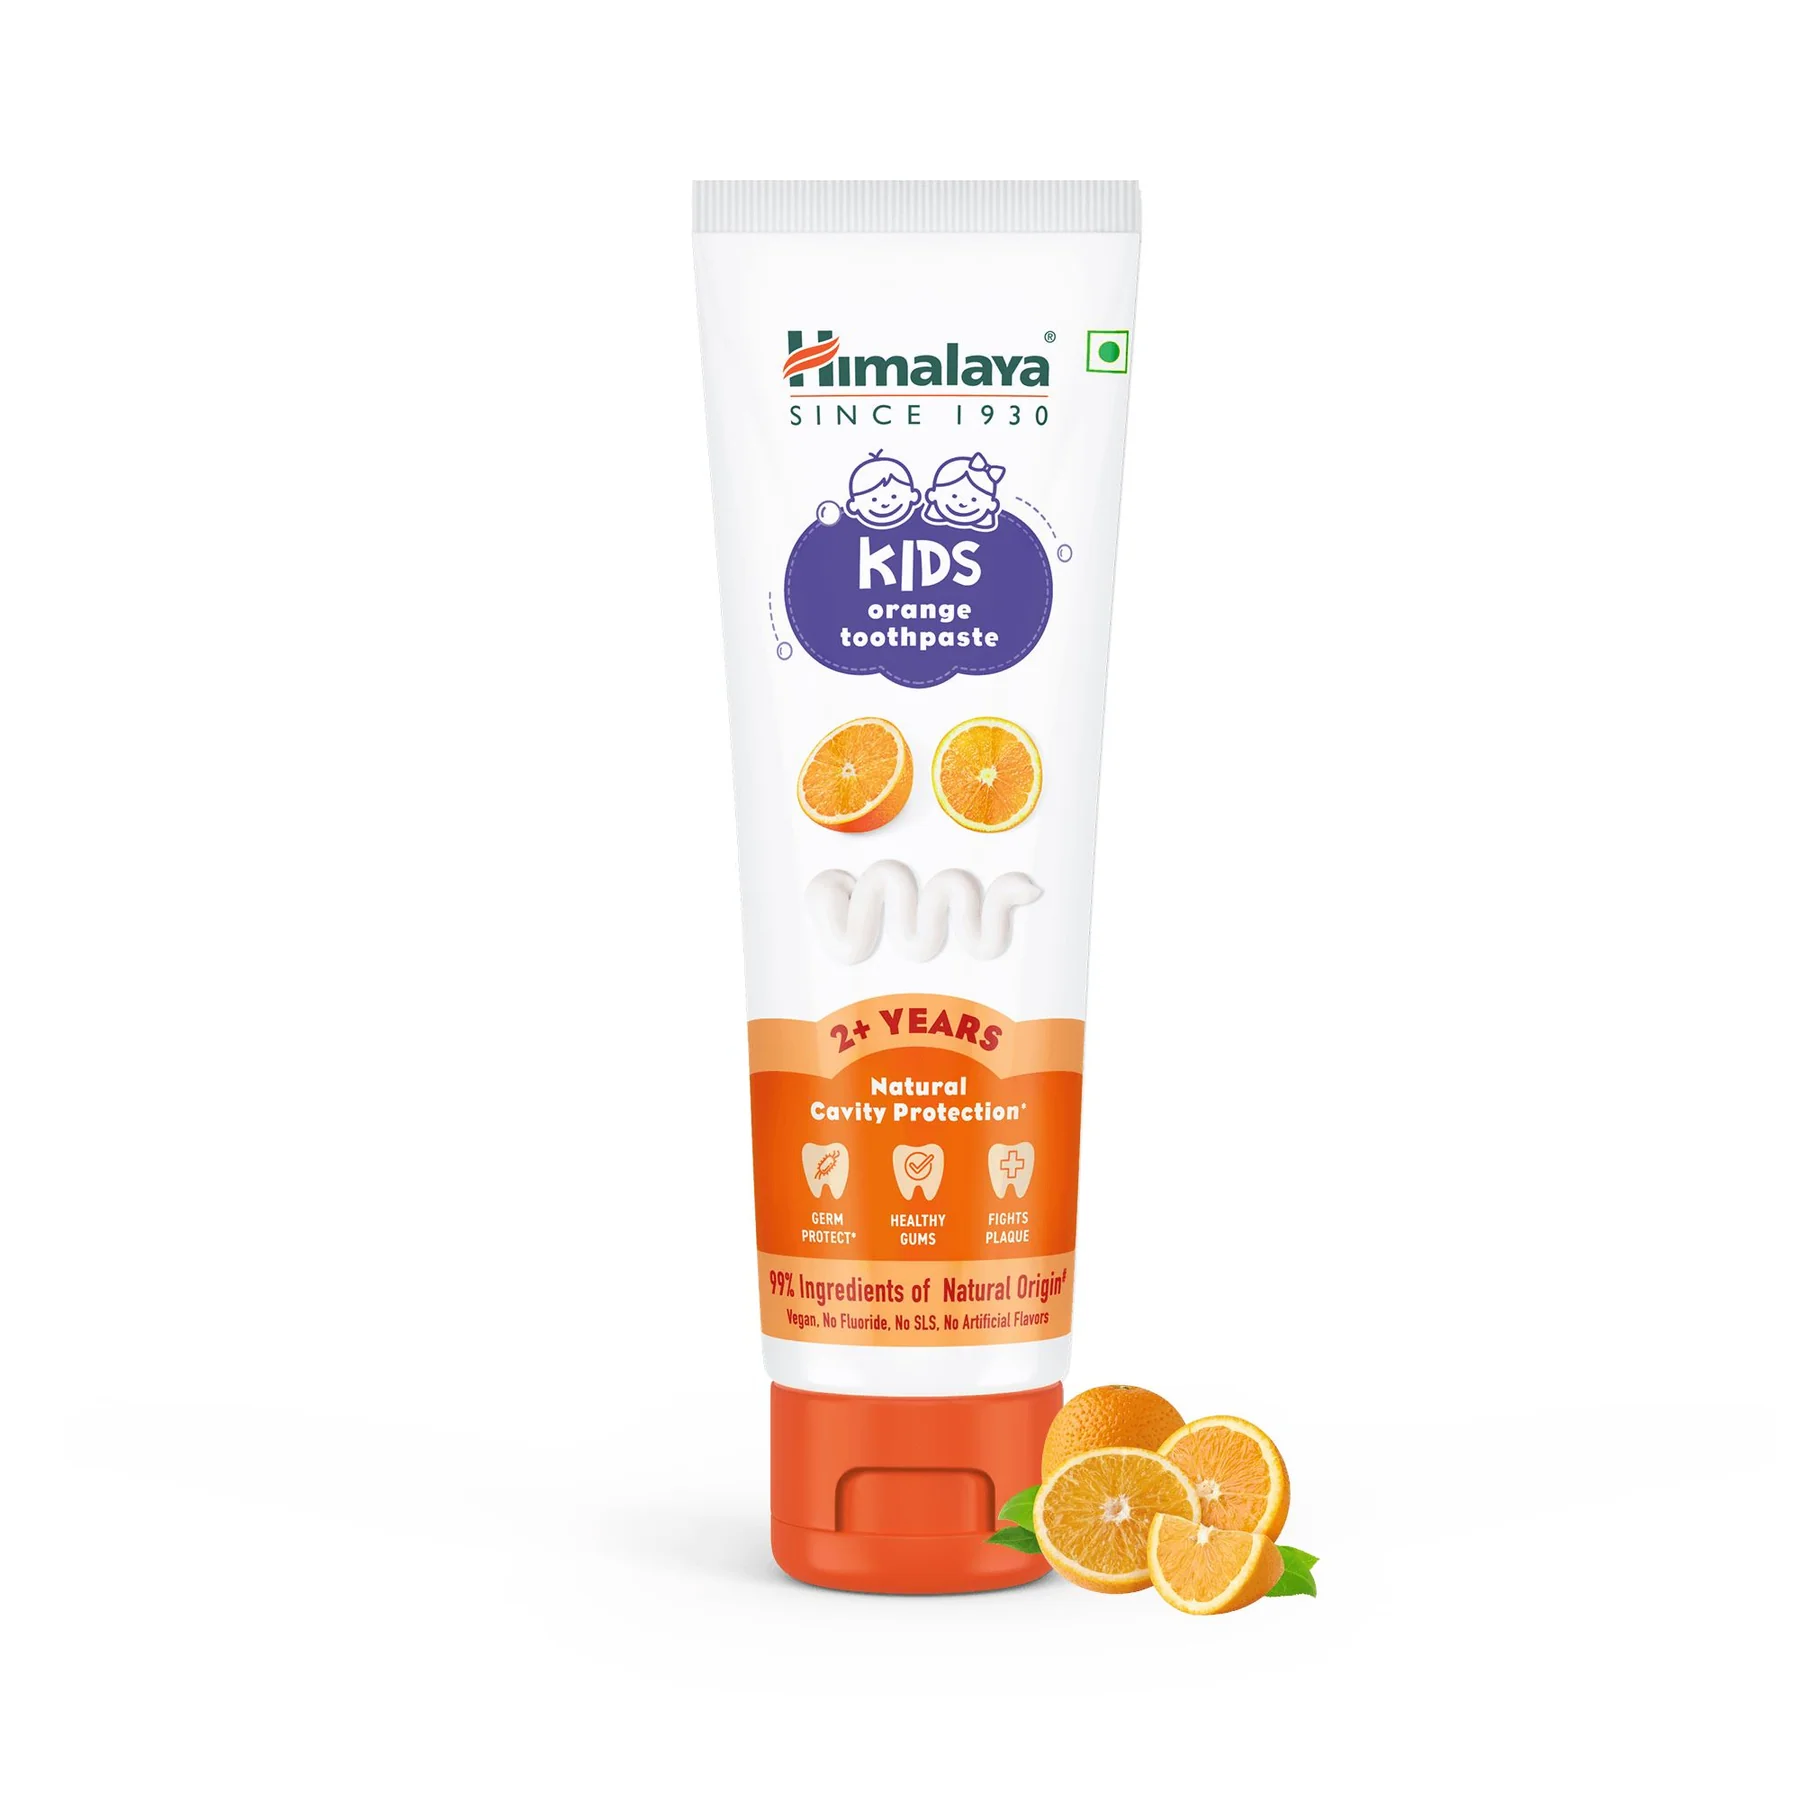 Himalaya®
SINCE 1930
KIDS
orange
toothpaste
2+ YEARS
Natural
Cavity Protection*
GERM
PROTECT*
HEALTHY
GUMS
FIGHTS
PLAQUE
99% Ingredients of Natural Origin#
Vegan, No Fluoride, No SLS, No Artificial Flavors